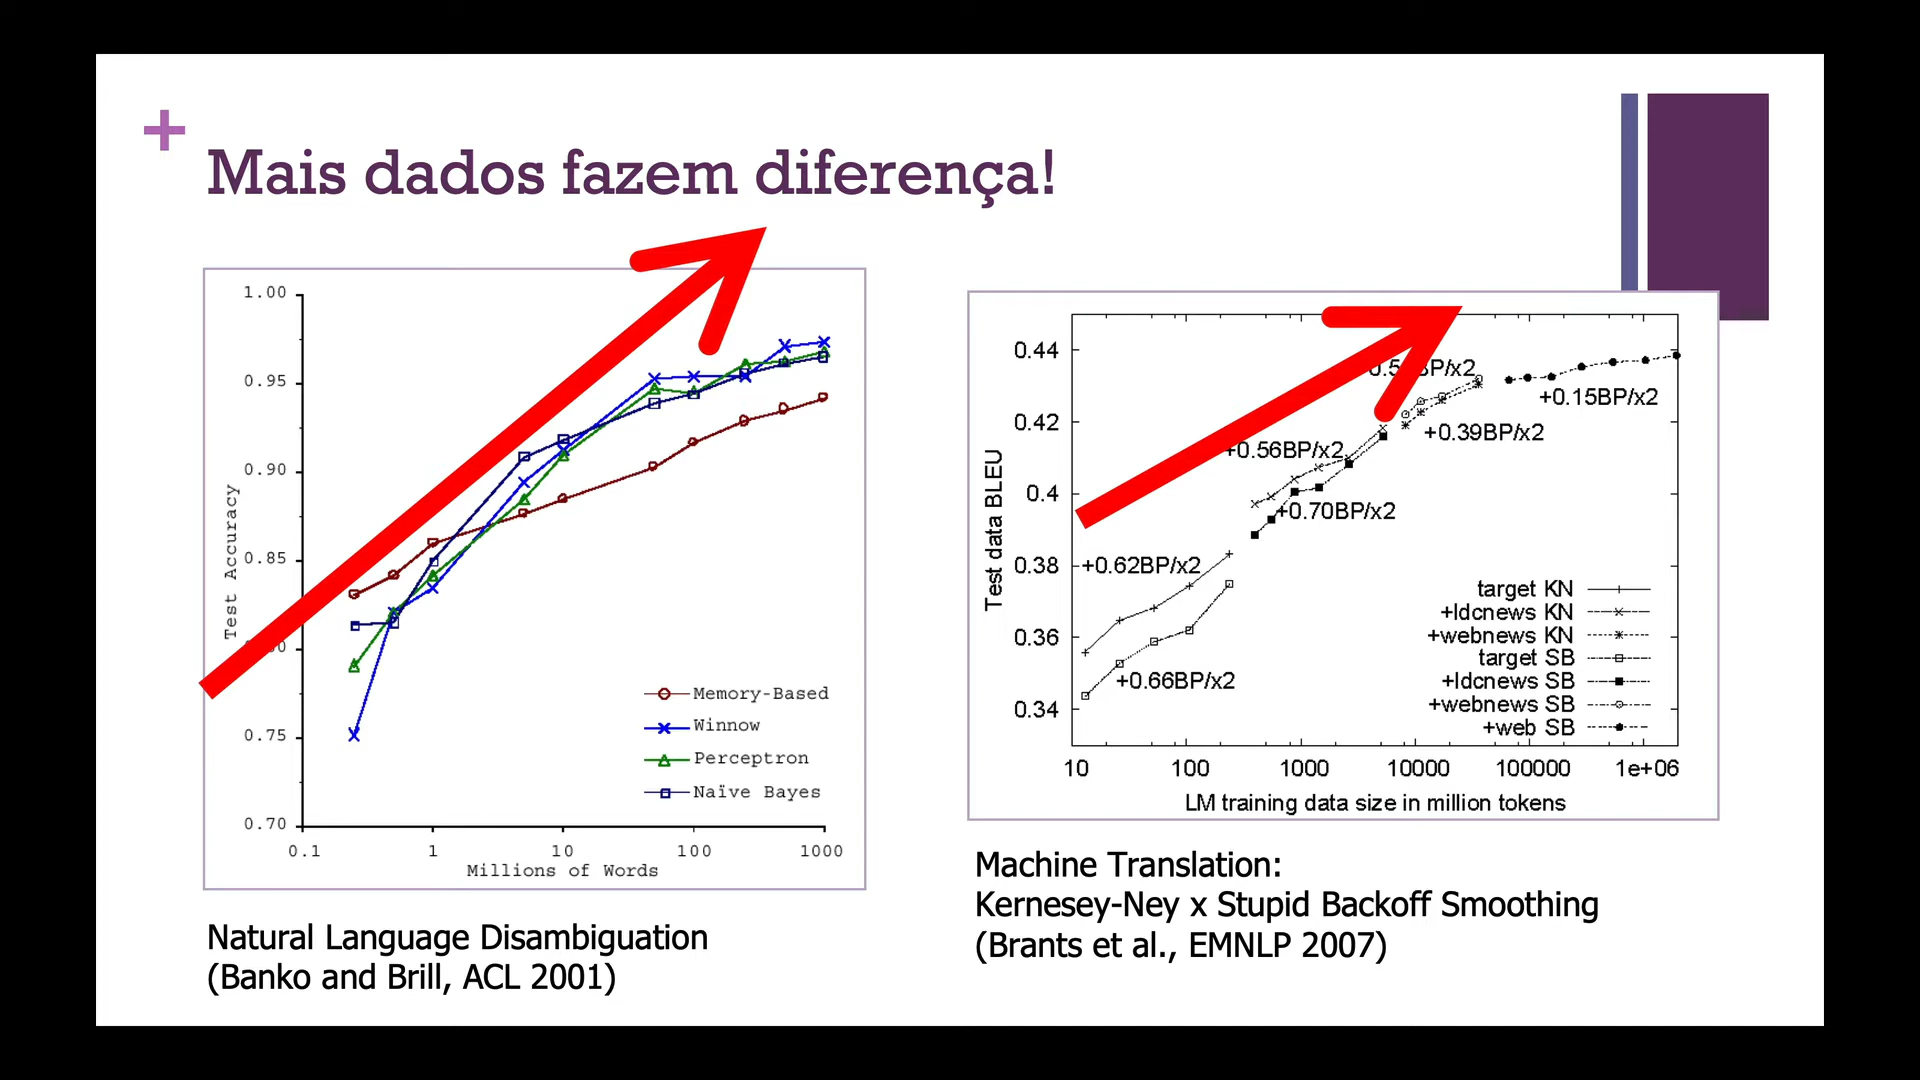 +
Mais dados fazem diferença!
1.00
0.95
0.90
0.85
0.75
0.70
Test Accuracy
0.1 1 10 100 1000
Millions of Words
Memory-Based
Winnow
Perceptron
Naïve Bayes
Natural Language Disambiguation
(Banko and Brill, ACL 2001)
0.44
0.42
0.4
0.38
0.36
0.34
Test data BLEU
+0.15BP/x2
+0.39BP/x2
+0.56BP/x2
+0.70BP/x2
+0.62BP/x2
+0.66BP/x2
target KN
+ldcnews KN
+webnews KN
target SB
+ldcnews SB
+webnews SB
+web SB
10 100 1000 10000 100000 1e+06
LM training data size in million tokens
Machine Translation:
Kernesey-Ney x Stupid Backoff Smoothing
(Brants et al., EMNLP 2007)